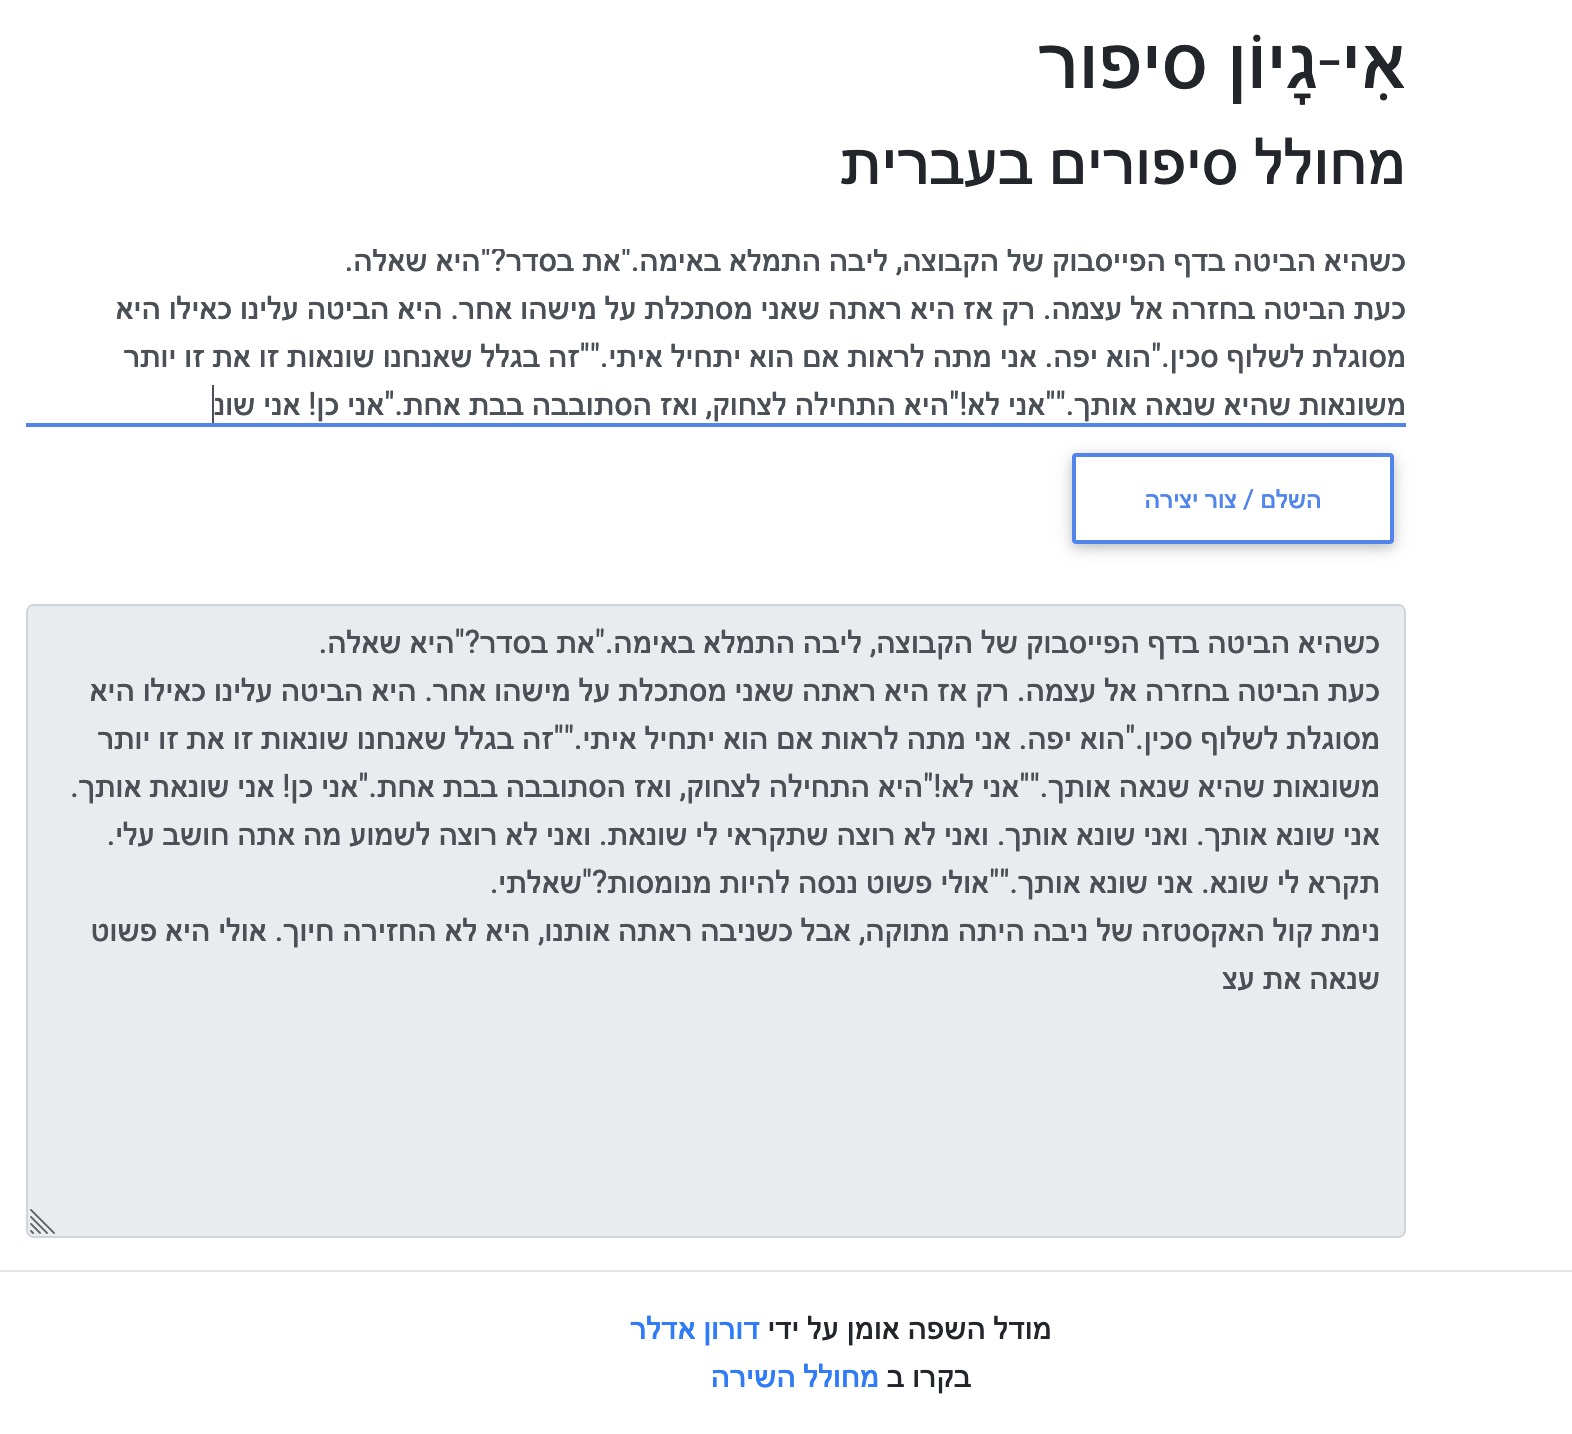 אִי-גָיוֹן סיפור
מחולל סיפורים בעברית
כשהיא הביטה בדף הפייסבוק של הקבוצה, ליבה התמלא באימה."את בסדר?"היא שאלה.
כעת הביטה בחזרה אל עצמה. רק אז היא ראתה שאני מסתכלת על מישהו אחר. היא הביטה עלינו כאילו היא
מסוגלת לשלוף סכין."הוא יפה. אני מתה לראות אם הוא יתחיל איתי.""זה בגלל שאנחנו שונאות זו את זו יותר
משונאות שהיא שנאה אותך.""אני לא!"היא התחילה לצחוק, ואז הסתובבה בבת אחת."אני כן! אני שונ
השלם / צור יצירה
כשהיא הביטה בדף הפייסבוק של הקבוצה, ליבה התמלא באימה."את בסדר?"היא שאלה.
כעת הביטה בחזרה אל עצמה. רק אז היא ראתה שאני מסתכלת על מישהו אחר. היא הביטה עלינו כאילו היא
מסוגלת לשלוף סכין."הוא יפה. אני מתה לראות אם הוא יתחיל איתי.""זה בגלל שאנחנו שונאות זו את זו יותר
משונאות שהיא שנאה אותך.""אני לא!"היא התחילה לצחוק, ואז הסתובבה בבת אחת."אני כן! אני שונאת אותך.
אני שונא אותך. ואני שונא אותך. ואני לא רוצה שתקראי לי שונאת. ואני לא רוצה לשמוע מה אתה חושב עלי.
תקרא לי שונא. אני שונא אותך.""אולי פשוט ננסה להיות מנומסות?"שאלתי.
נימת קול האקסטזה של ניבה היתה מתוקה, אבל כשניבה ראתה אותנו, היא לא החזירה חיוך. אולי היא פשוט
שנאה את עצ
מודל השפה אומן על ידי דורון אדלר
בקרו ב מחולל השירה